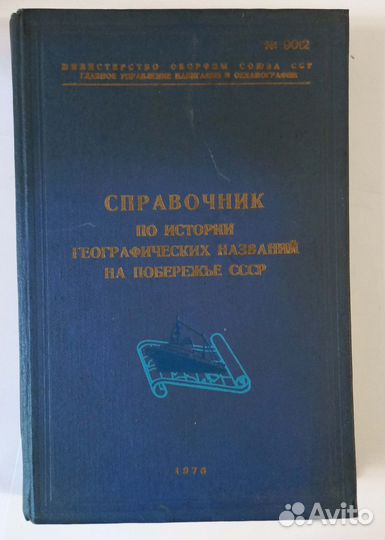 № 9012
МИНИСТЕРСТВО ОБОРОНЫ СОЮЗА ССР
ГЛАВНОЕ УПРАВЛЕНИЕ НАВИГАЦИИ И ОКЕАНОГРАФИИ
СПРАВОЧНИК
ПО ИСТОРИИ
ГЕОГРАФИЧЕСКИХ НАЗВАНИЙ
НА ПОБЕРЕЖЬЕ СССР
1976
Avito